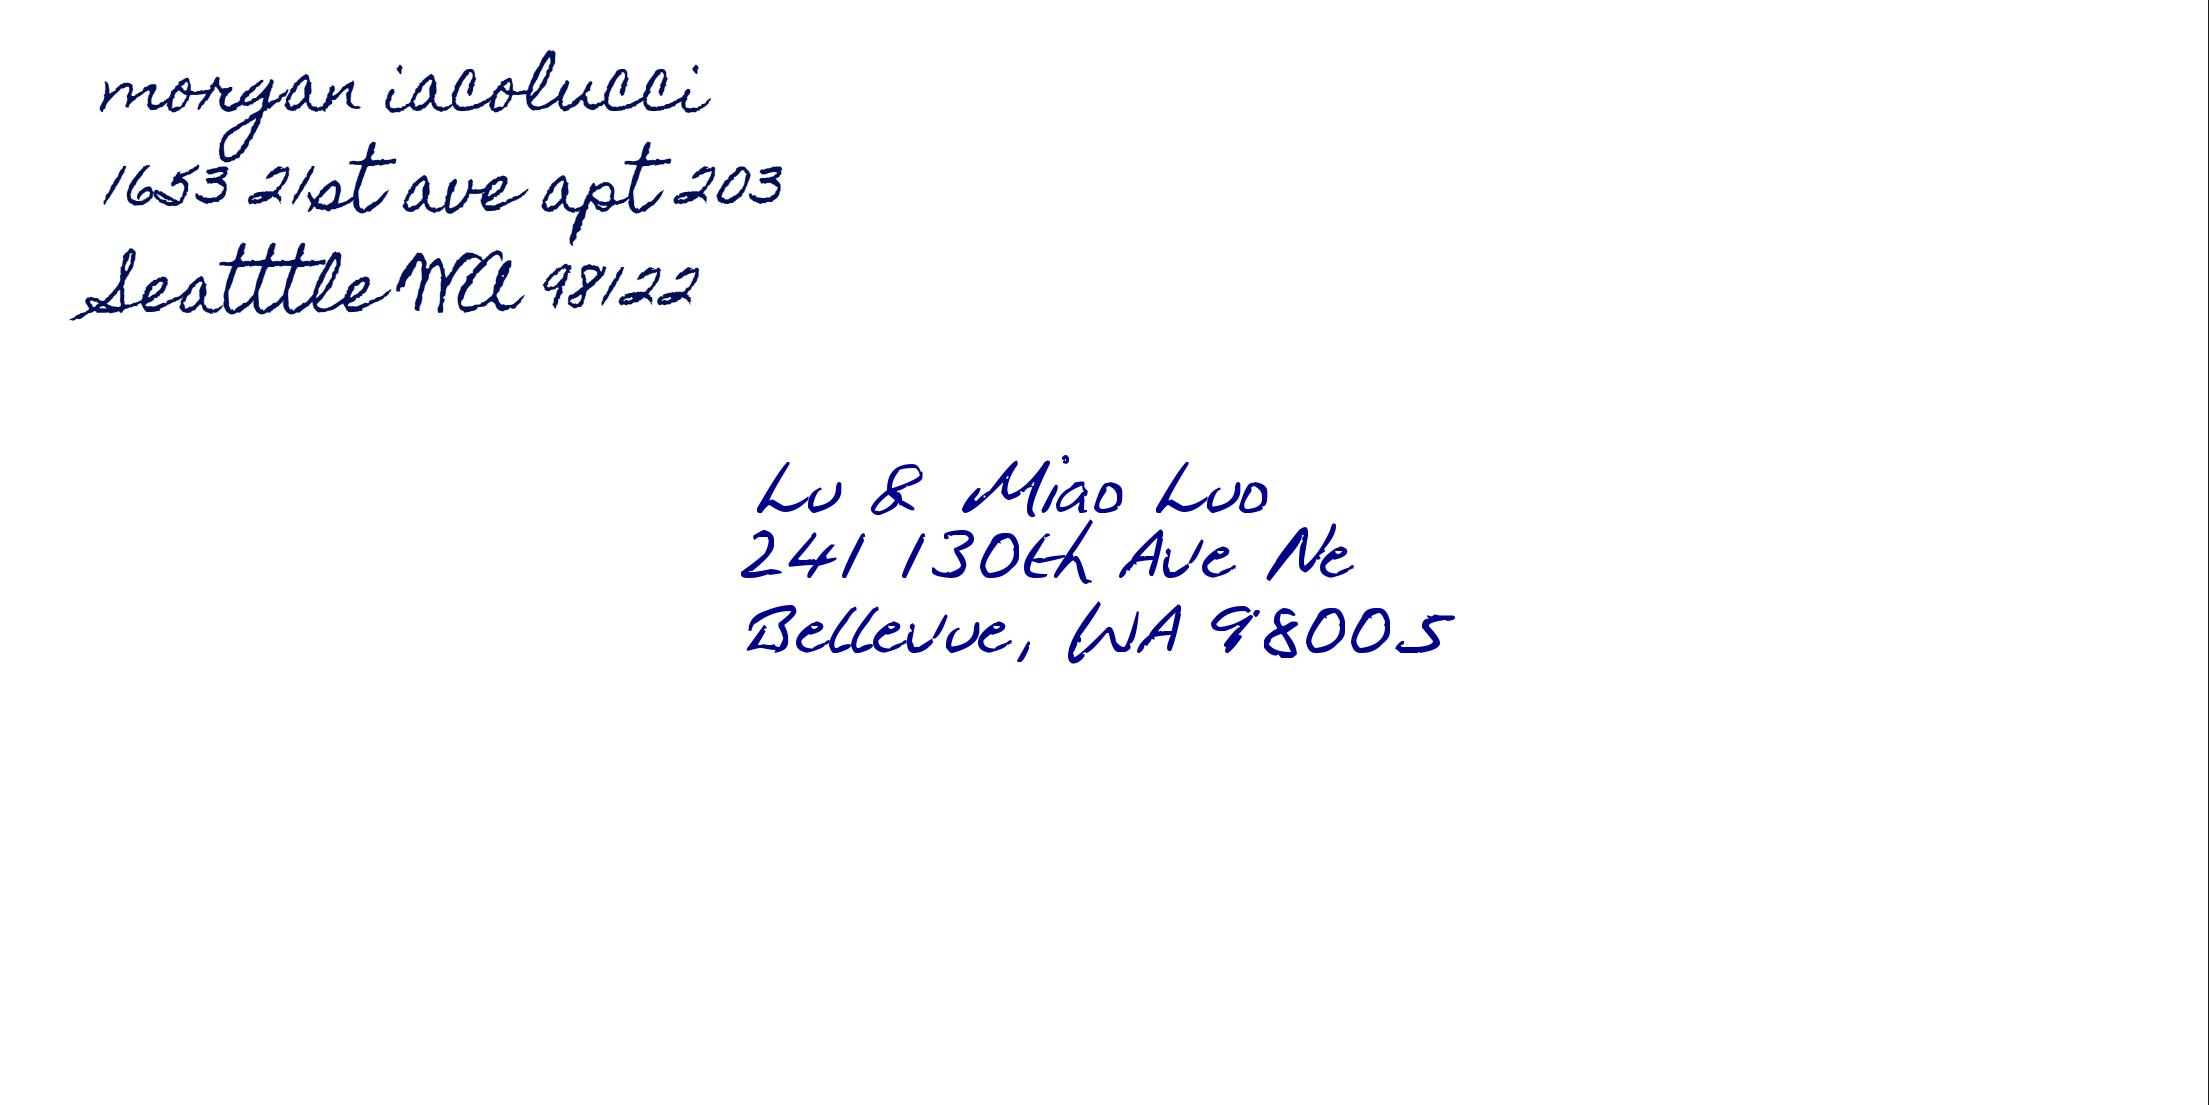 morgan iacolucci
1653 21st ave apt 203
Seatttle WA 98122
Lu & Miao Luo
241 130th Ave Ne
Bellevue, WA 98005